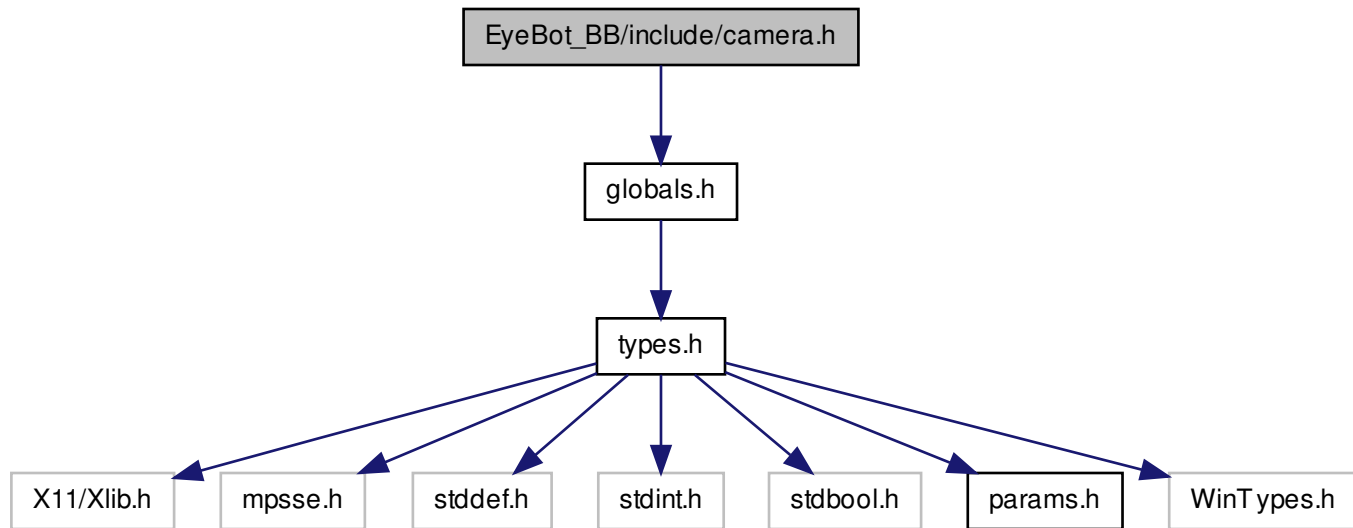 EyeBot_BB/include/camera.h
globals.h
types.h
X11/Xlib.h
mpsse.h
stddef.h
stdint.h
stdbool.h
params.h
WinTypes.h